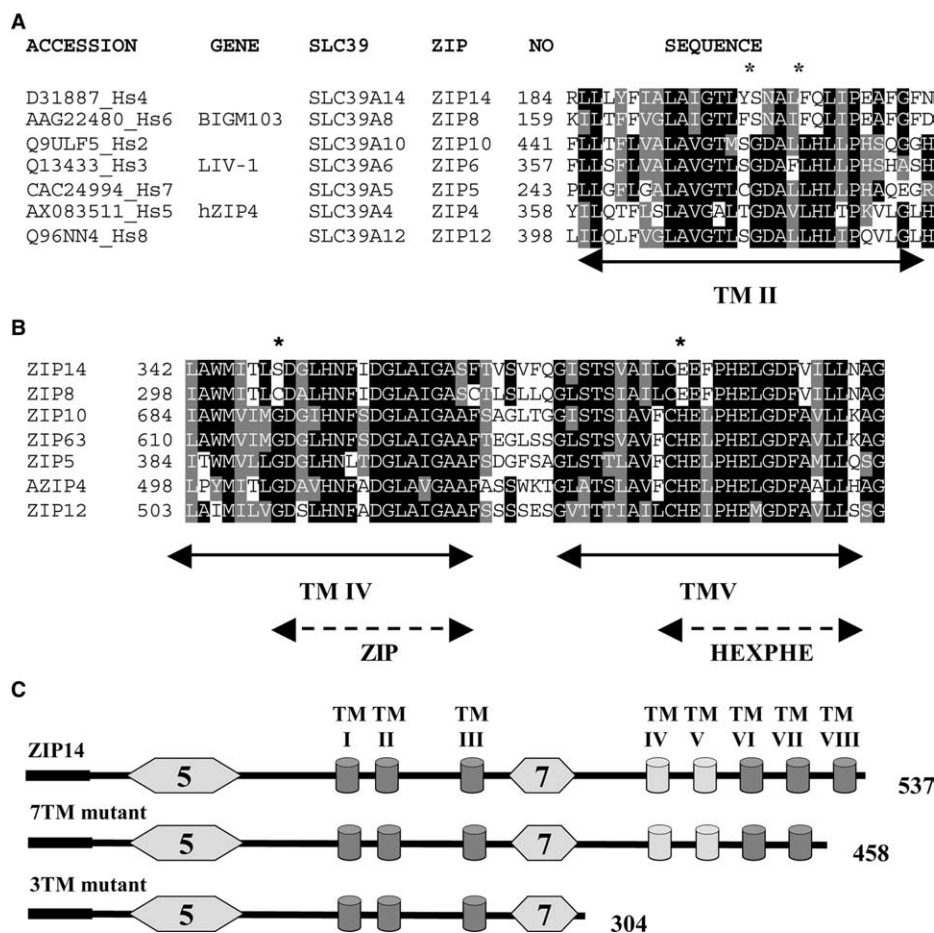 A
ACCESSION GENE SLC39 ZIP NO SEQUENCE
* *
D31887_Hs4 SLC39A14 ZIP14 184 RLLLYFIALAIGTLYSNALFQLIPEAFGFN
AAG22480_Hs6 BIGM103 SLC39A8 ZIP8 159 KILTFFVGLAIGTLFSNAIFQLIPEAFGFD
Q9ULF5_Hs2 SLC39A10 ZIP10 441 FLLTFLVALAVGTMSGDALLHLLPHSQGGH
Q13433_Hs3 LIV-1 SLC39A6 ZIP6 357 FLLSFLVALAVGTLSGDAFLHLLPHSHASH
CAC24994_Hs7 SLC39A5 ZIP5 243 PLLGFLGALAVGTLCGDALLHLLPHAQEGR
AX083511_Hs5 hZIP4 SLC39A4 ZIP4 358 YILQTFLSLAVGALTGDAVLHLTPKVLGLH
Q96NN4_Hs8 SLC39A12 ZIP12 398 LILQLFVGLAVGTLSGDALLHLIPQVLGLH
TM II
B
* *
ZIP14 342 LAWMITLSDGLHNFIDGLAIGASFTVSVFQGISTSVAILCEEFPHELGDFVILLNAG
ZIP8 298 LAWMITLCDALHNFIDGLAIGASCTLSLLQGISTSIAILCEEFPHELGDFVILLNAG
ZIP10 684 LAWMVIMGDGIHNFSDGLAIGAAFSAGLTGGISTSIAVFCHELPHELGDFAVLLKAG
ZIP63 610 LAWMVIMGDGLHNFSDGLAIGAAFTEGLSSGLSTSVAVFCHELPHELGDFAVLLKAG
ZIP5 384 ITWMVLLGDGLHNLTDGLAIGAAFSDGFSAGLSTTLAVFCHELPHELGDFAMLLQSG
AZIP4 498 LPYMITLGDAVHNFADGLAVGAAFASSWKTGLATSLAVFCHELPHELGDFAALLHAG
ZIP12 503 LAIMILVGDSLHNFADGLAIGAAFSSSSESGVTTTIAILCHEIPHEMGDFAVLLSSG
TM IV TMV
ZIP HEXPHE
C
TM TM TM TM TM TM TM TM
I II III IV V VI VII VIII
ZIP14
5 7 537
7TM mutant
5 7 458
3TM mutant
5 7 304